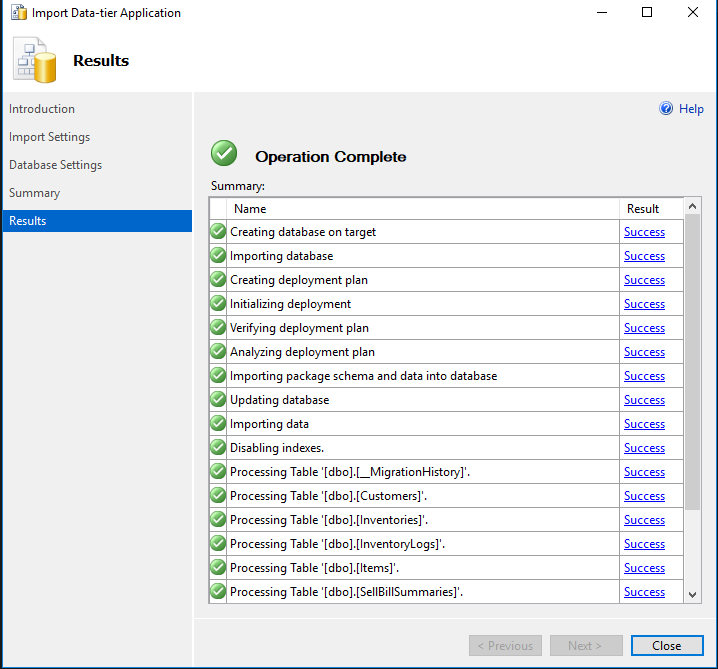 Import Data-tier Application
Results
Introduction
Import Settings
Database Settings
Summary
Results
Help
Operation Complete
Summary:
Name Result
Creating database on target Success
Importing database Success
Creating deployment plan Success
Initializing deployment Success
Verifying deployment plan Success
Analyzing deployment plan Success
Importing package schema and data into database Success
Updating database Success
Importing data Success
Disabling indexes. Success
Processing Table '[dbo].[__MigrationHistory]'. Success
Processing Table '[dbo].[Customers]'. Success
Processing Table '[dbo].[Inventories]'. Success
Processing Table '[dbo].[InventoryLogs]'. Success
Processing Table '[dbo].[Items]'. Success
Processing Table '[dbo].[SellBillSummaries]'. Success
< Previous Next > Close